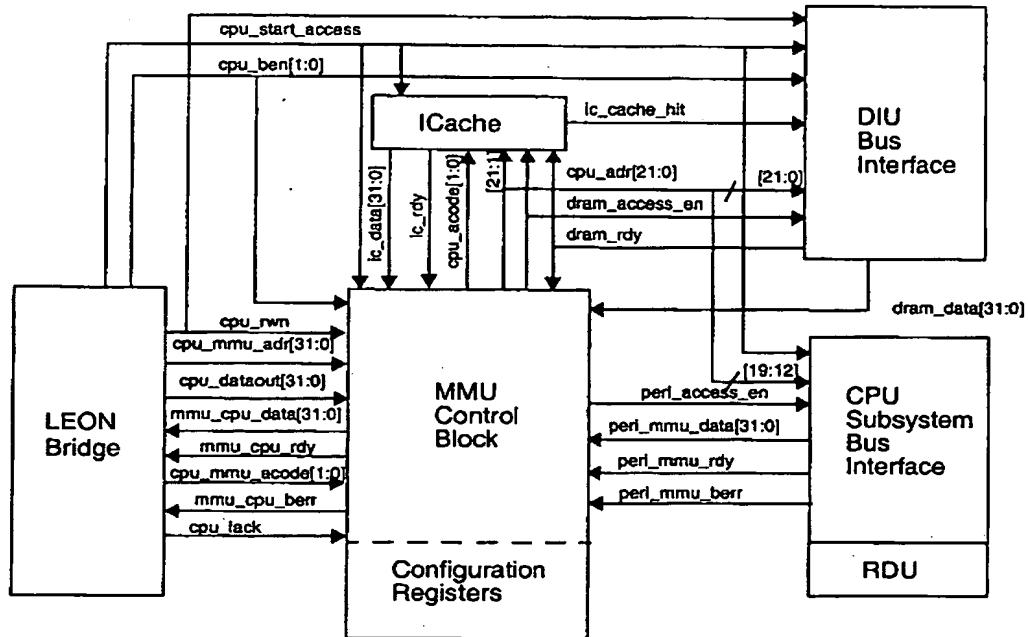 cpu_start_access
cpu_ben[1:0]
ICache
ic_cache_hit
DIU
Bus
Interface
ic_data[31:0]
ic_rdy
cpu_acode[1:0]
[21:1]
cpu_adr[21:0]
[21:0]
dram_access_en
dram_rdy
dram_data[31:0]
cpu_rwn
cpu_mmu_adr[31:0]
cpu_dataout[31:0]
mmu_cpu_data[31:0]
mmu_cpu_rdy
cpu_mmu_acode[1:0]
mmu_cpu_berr
cpu_iack
LEON
Bridge
MMU
Control
Block
Configuration
Registers
[19:12]
peri_access_en
peri_mmu_data[31:0]
peri_mmu_rdy
peri_mmu_berr
CPU
Subsystem
Bus
Interface
RDU